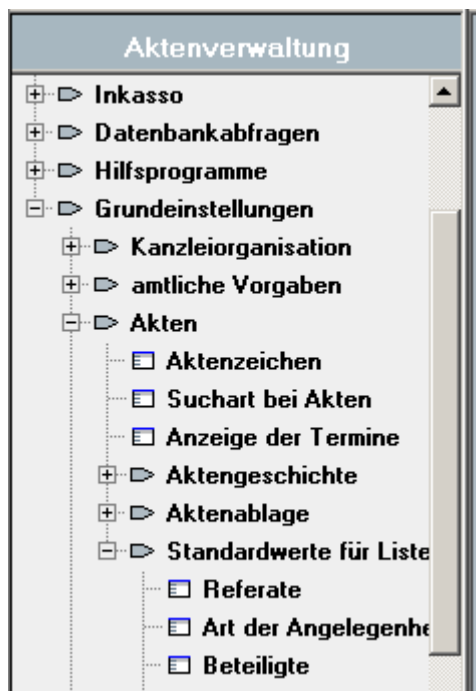 Aktenverwaltung
Inkasso
Datenbankabfragen
Hilfsprogramme
Grundeinstellungen
Kanzleiorganisation
amtliche Vorgaben
Akten
Aktenzeichen
Suchart bei Akten
Anzeige der Termine
Aktengeschichte
Aktenablage
Standardwerte für Liste
Referate
Art der Angelegenhe
Beteiligte